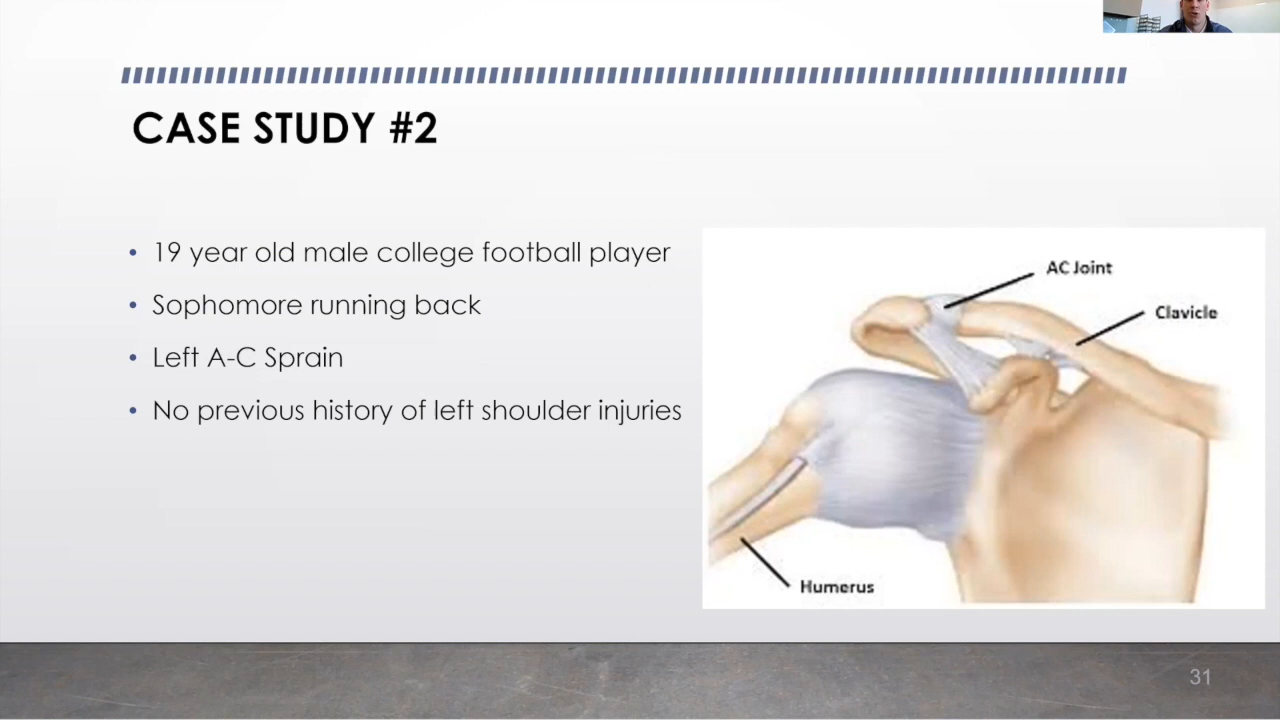 CASE STUDY #2
• 19 year old male college football player
• Sophomore running back
• Left A-C Sprain
• No previous history of left shoulder injuries
AC Joint
Clavicle
Humerus
31